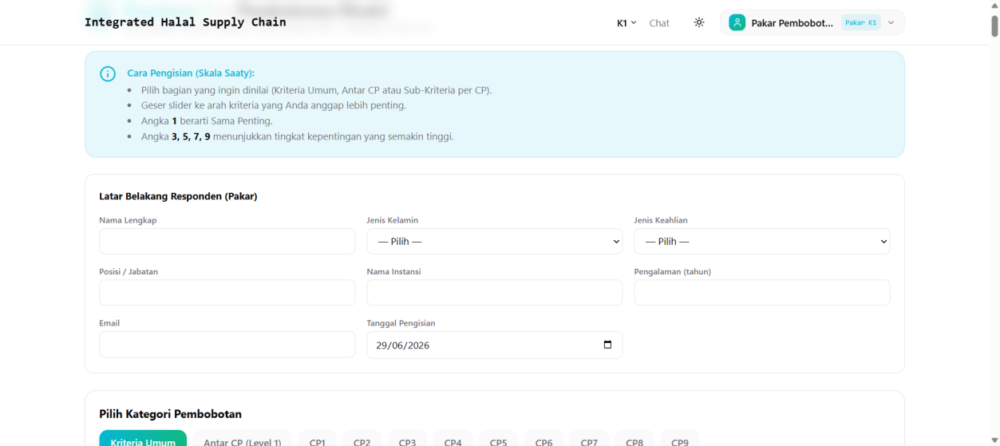 Integrated Halal Supply Chain
K1
Chat
Pakar Pembobot...
Pakar K1
Cara Pengisian (Skala Saaty):
Pilih bagian yang ingin dinilai (Kriteria Umum, Antar CP atau Sub-Kriteria per CP).
Geser slider ke arah kriteria yang Anda anggap lebih penting.
Angka 1 berarti Sama Penting.
Angka 3, 5, 7, 9 menunjukkan tingkat kepentingan yang semakin tinggi.
Latar Belakang Responden (Pakar)
Nama Lengkap
Jenis Kelamin
Jenis Keahlian
— Pilih —
— Pilih —
Posisi / Jabatan
Nama Instansi
Pengalaman (tahun)
Email
Tanggal Pengisian
29/06/2026
Pilih Kategori Pembobotan
Kriteria Umum
Antar CP (Level 1)
CP1
CP2
CP3
CP4
CP5
CP6
CP7
CP8
CP9